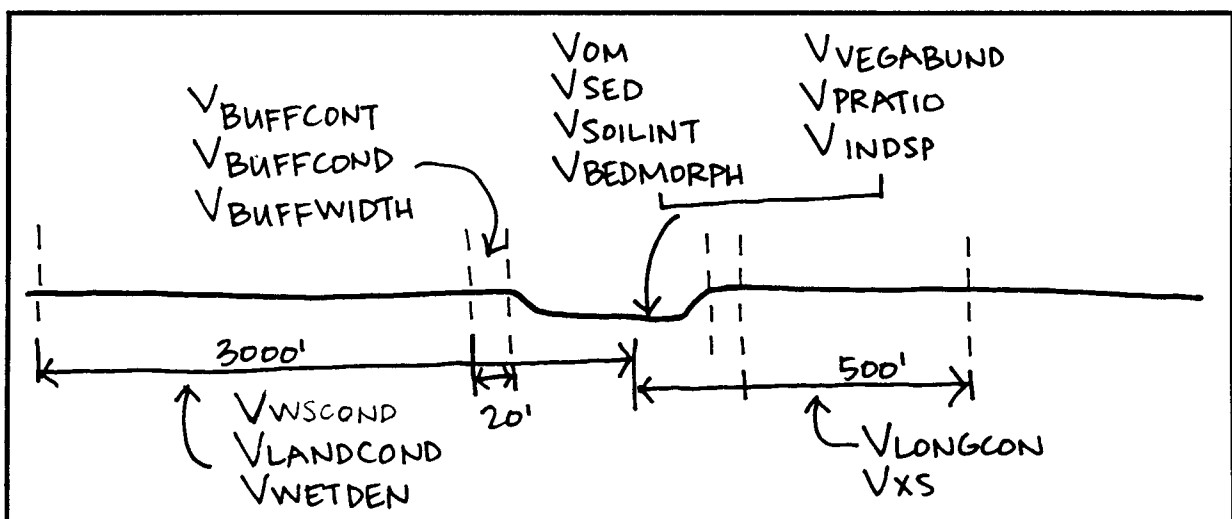 VBUFFCONT
VBUFFCOND
VBUFFWIDTH
VOM
VSED
VSOILINT
VBEDMORPH
VVEGABUND
VPRATIO
VINDSP
3000'
20'
500'
VWSCOND
VLANDCOND
VWETDEN
VLONGCON
VXS